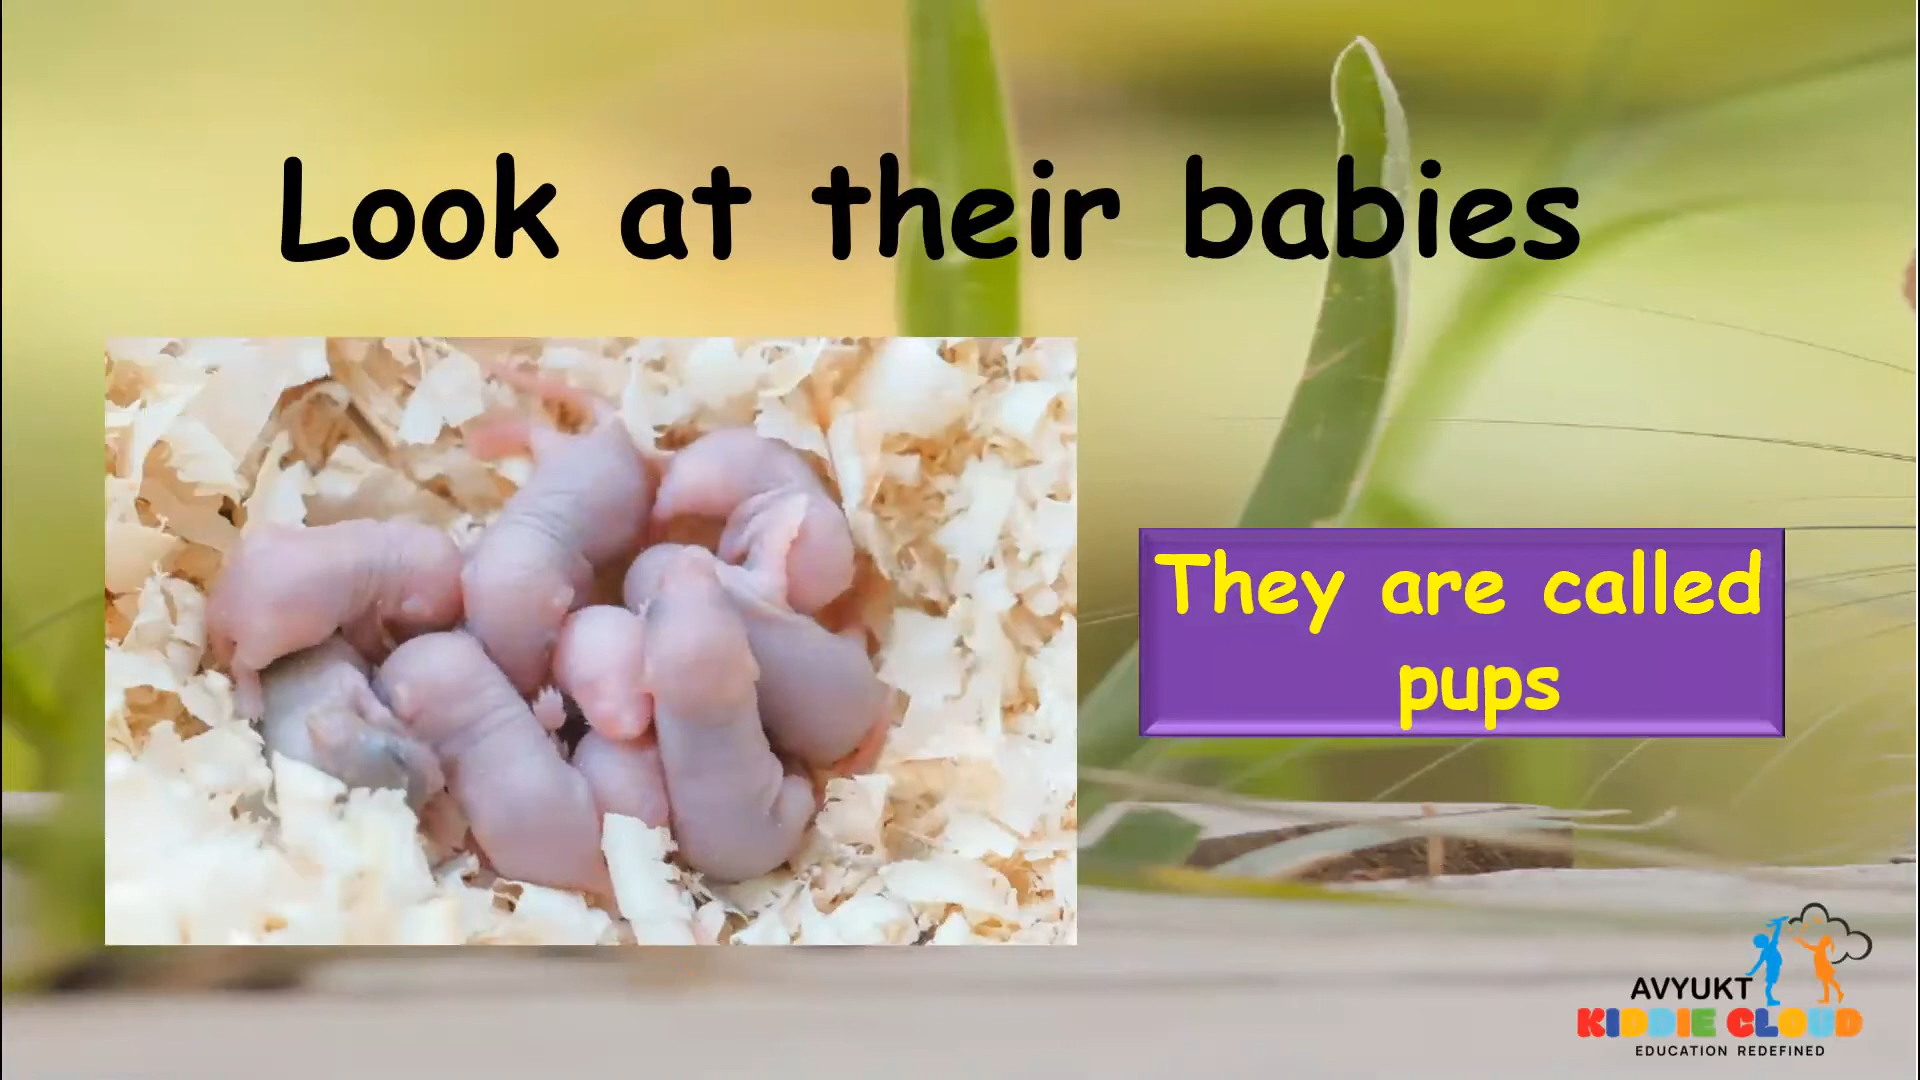 Look at their babies
They are called
pups
AVYUKT
KIDDIE CLOUD
EDUCATION REDEFINED